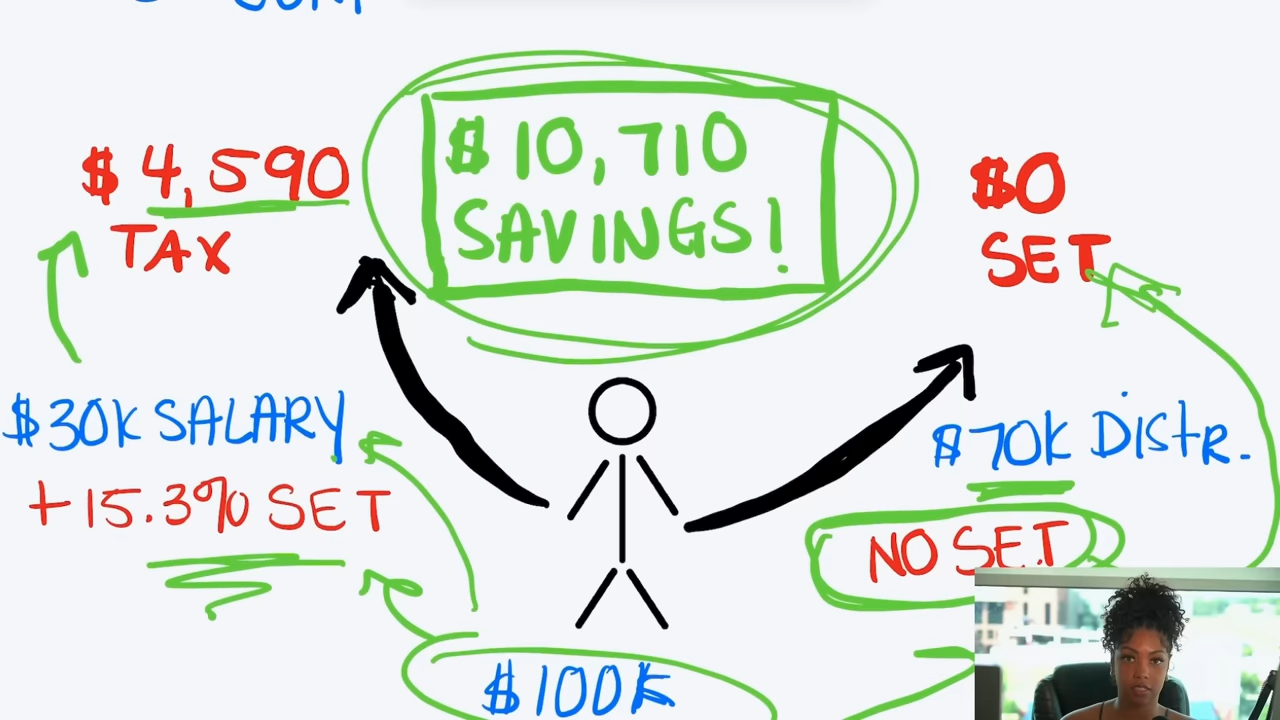 $10,710
SAVINGS!
$4,590
TAX
$0
SET
$30K SALARY
+15.3% SET
$70K DISTR.
NO SET
$100K